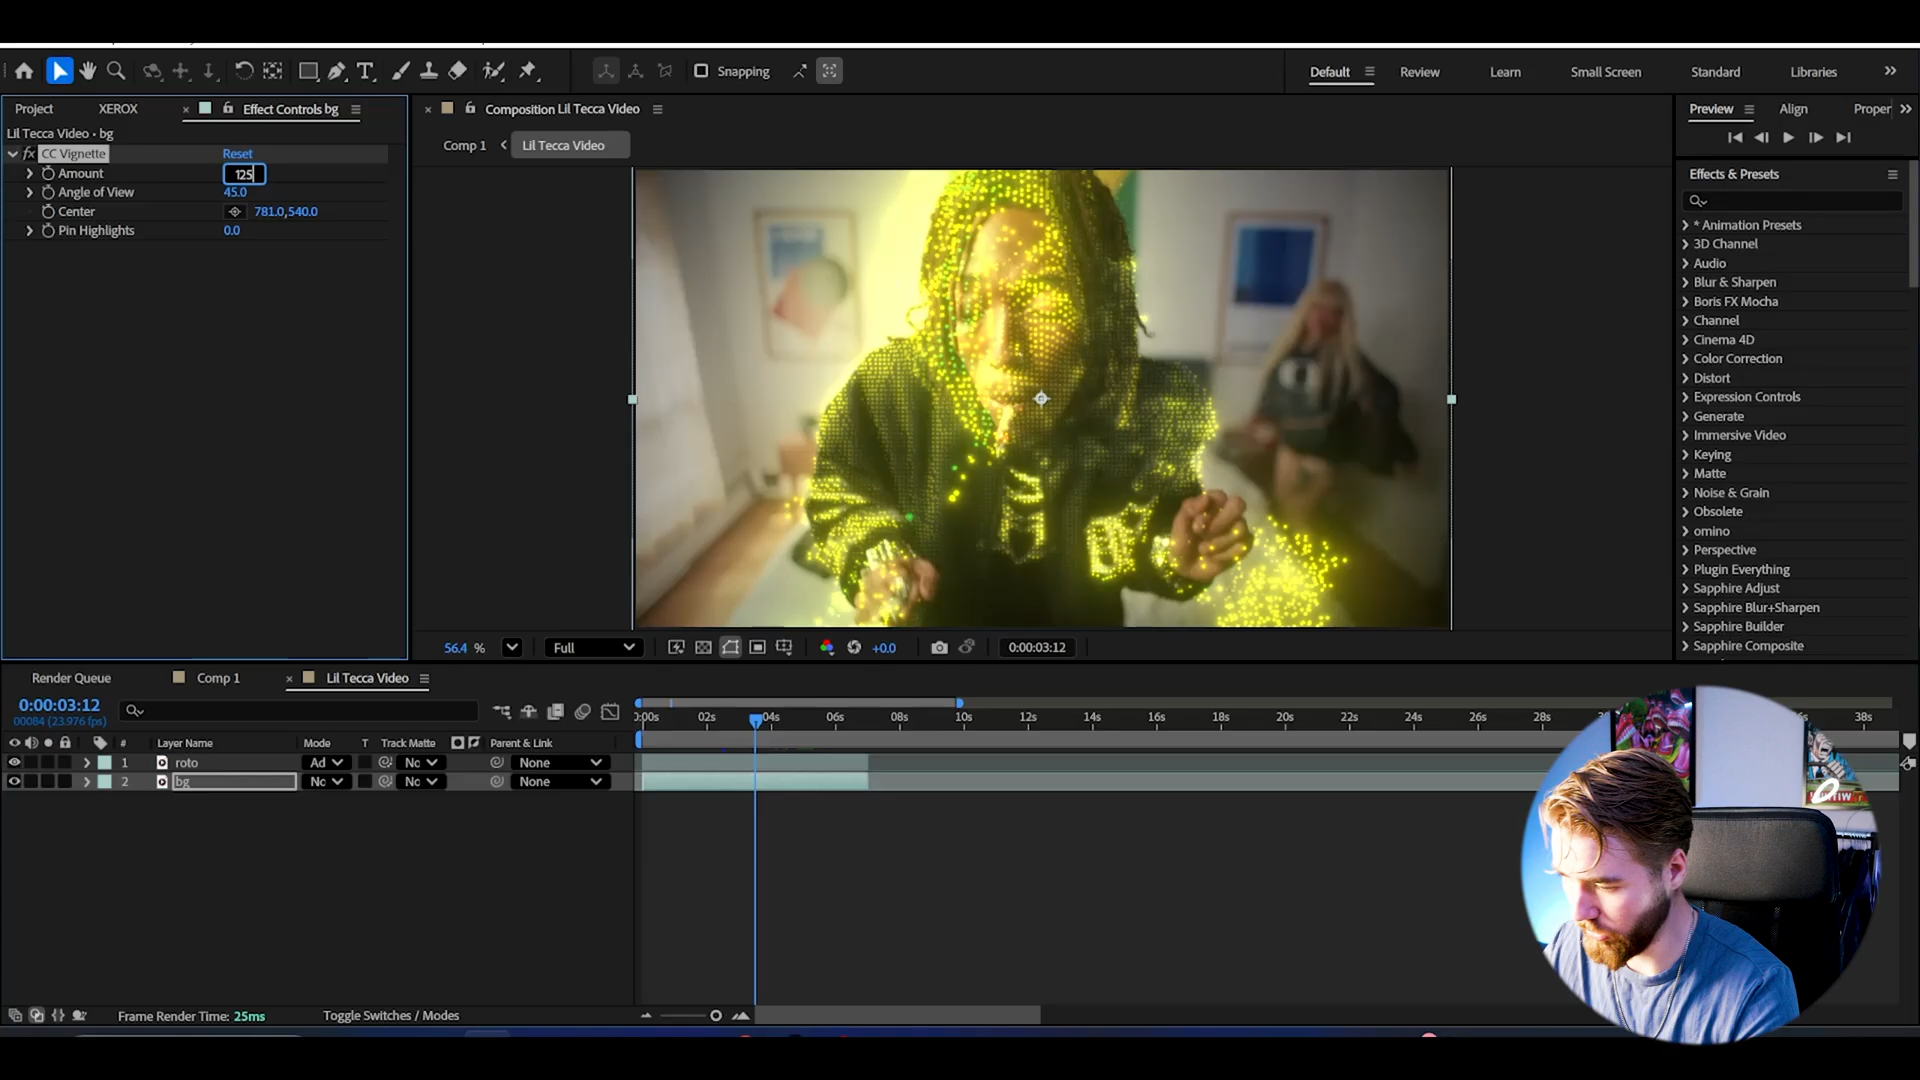 Snapping
Default
Review
Learn
Small Screen
Standard
Libraries
Project
XEROX
Effect Controls bg
Composition Lil Tecca Video
Preview
Align
Proper
Lil Tecca Video • bg
Comp 1
Lil Tecca Video
fx CC Vignette
Reset
Amount
125
Angle of View
45.0
Center
781.0,540.0
Pin Highlights
0.0
Effects & Presets
* Animation Presets
3D Channel
Audio
Blur & Sharpen
Boris FX Mocha
Channel
Cinema 4D
Color Correction
Distort
Expression Controls
Generate
Immersive Video
Keying
Matte
Noise & Grain
Obsolete
omino
Perspective
Plugin Everything
Sapphire Adjust
Sapphire Blur+Sharpen
Sapphire Builder
Sapphire Composite
56.4 %
Full
+0.0
0:00:03:12
Render Queue
Comp 1
Lil Tecca Video
0:00:03:12
00084 (23.976 fps)
0:00s 02s 04s 06s 08s 10s 12s 14s 16s 18s 20s 22s 24s 26s 28s 38s
# Layer Name Mode T Track Matte Parent & Link
1 roto Ad Nc None
2 bg Nc Nc None
Frame Render Time: 25ms
Toggle Switches / Modes